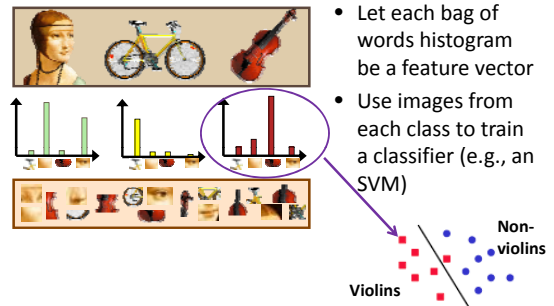 • Let each bag of
words histogram
be a feature vector
• Use images from
each class to train
a classifier (e.g., an
SVM)
Non-
violins
Violins